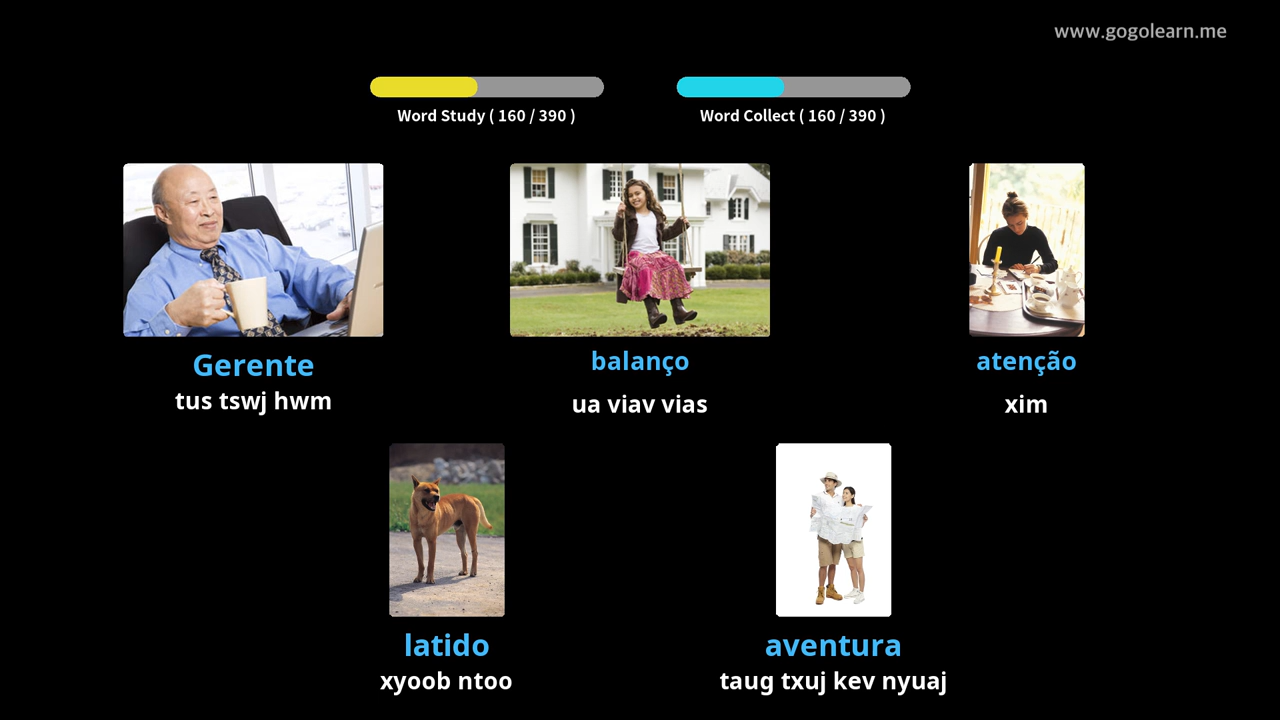 www.gogolearn.me
Word Study ( 160 / 390 )
Word Collect ( 160 / 390 )
Gerente
tus tswj hwm
balanço
ua viav vias
atenção
xim
latido
xyoob ntoo
aventura
taug txuj kev nyuaj